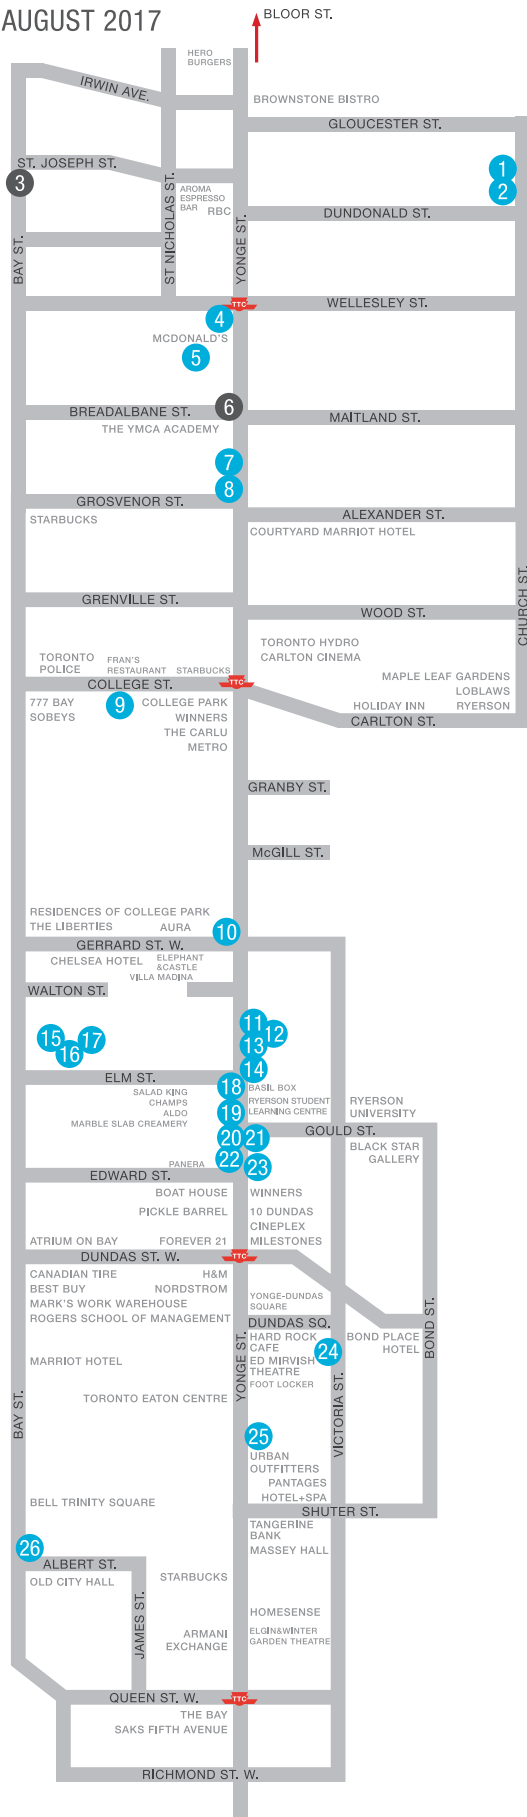 AUGUST 2017
BLOOR ST.
HERO
BURGERS
IRWIN AVE.
BROWNSTONE BISTRO
GLOUCESTER ST.
ST. JOSEPH ST.
1
2
3
AROMA
ESPRESSO
BAR
RBC
DUNDONALD ST.
ST NICHOLAS ST.
YONGE ST.
BAY ST.
TTC
WELLESLEY ST.
4
MCDONALD'S
5
6
BREADALBANE ST.
MAITLAND ST.
THE YMCA ACADEMY
7
8
GROSVENOR ST.
ALEXANDER ST.
STARBUCKS
COURTYARD MARRIOT HOTEL
CHURCH ST.
GRENVILLE ST.
WOOD ST.
TORONTO HYDRO
CARLTON CINEMA
TORONTO
POLICE
FRAN'S
RESTAURANT
STARBUCKS
MAPLE LEAF GARDENS
LOBLAWS
RYERSON
HOLIDAY INN
COLLEGE ST.
TTC
CARLTON ST.
777 BAY
SOBEYS
9
COLLEGE PARK
WINNERS
THE CARLU
METRO
GRANBY ST.
McGILL ST.
RESIDENCES OF COLLEGE PARK
THE LIBERTIES
AURA
10
GERRARD ST. W.
CHELSEA HOTEL
ELEPHANT
&CASTLE
VILLA MADINA
WALTON ST.
11
12
13
14
15
16
17
ELM ST.
18
BASIL BOX
SALAD KING
CHAMPS
ALDO
MARBLE SLAB CREAMERY
19
RYERSON STUDENT
LEARNING CENTRE
RYERSON
UNIVERSITY
GOULD ST.
20
21
BLACK STAR
GALLERY
22
23
PANERA
EDWARD ST.
BOAT HOUSE
PICKLE BARREL
WINNERS
10 DUNDAS
CINEPLEX
MILESTONES
ATRIUM ON BAY
FOREVER 21
DUNDAS ST. W.
TTC
CANADIAN TIRE
H&M
BEST BUY
NORDSTROM
MARK'S WORK WAREHOUSE
ROGERS SCHOOL OF MANAGEMENT
YONGE-DUNDAS
SQUARE
DUNDAS SQ.
BOND ST.
HARD ROCK
CAFE
ED MIRVISH
THEATRE
FOOT LOCKER
24
BOND PLACE
HOTEL
MARRIOT HOTEL
YONGE ST.
BAY ST.
VICTORIA ST.
TORONTO EATON CENTRE
25
URBAN
OUTFITTERS
PANTAGES
HOTEL+SPA
BELL TRINITY SQUARE
SHUTER ST.
TANGERINE
BANK
MASSEY HALL
26
ALBERT ST.
OLD CITY HALL
STARBUCKS
JAMES ST.
HOMESENSE
ARMANI
EXCHANGE
ELGIN&WINTER
GARDEN THEATRE
QUEEN ST. W.
TTC
THE BAY
SAKS FIFTH AVENUE
RICHMOND ST. W.